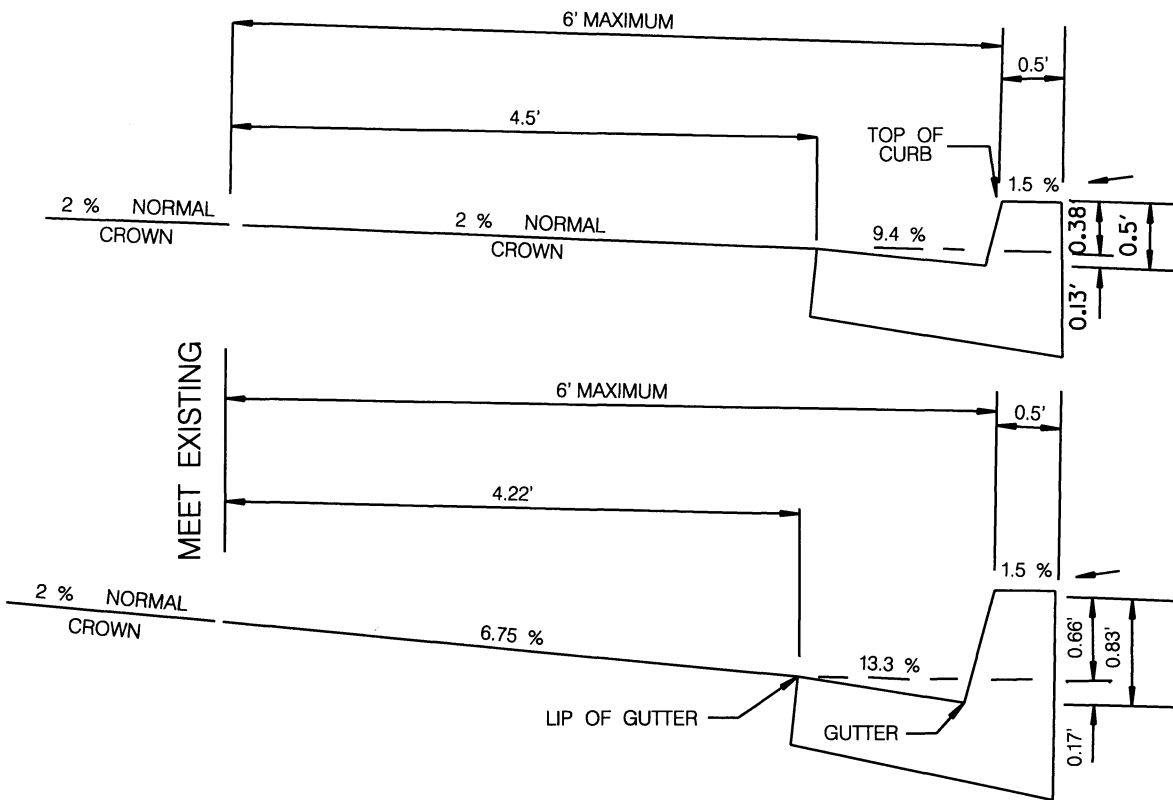 6' MAXIMUM
0.5'
4.5'
TOP OF
CURB
1.5 %
2 % NORMAL
CROWN
2 % NORMAL
CROWN
9.4 %
0.38'
0.5'
0.13'
MEET EXISTING
6' MAXIMUM
0.5'
4.22'
1.5 %
2 % NORMAL
CROWN
6.75 %
13.3 %
0.66'
0.83'
LIP OF GUTTER
GUTTER
0.17'